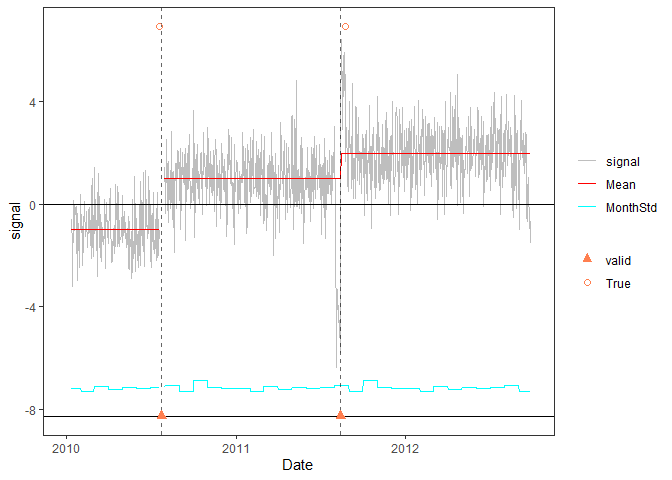 4
0
-4
-8
signal
2010
2011
2012
Date
signal
Mean
MonthStd
valid
True